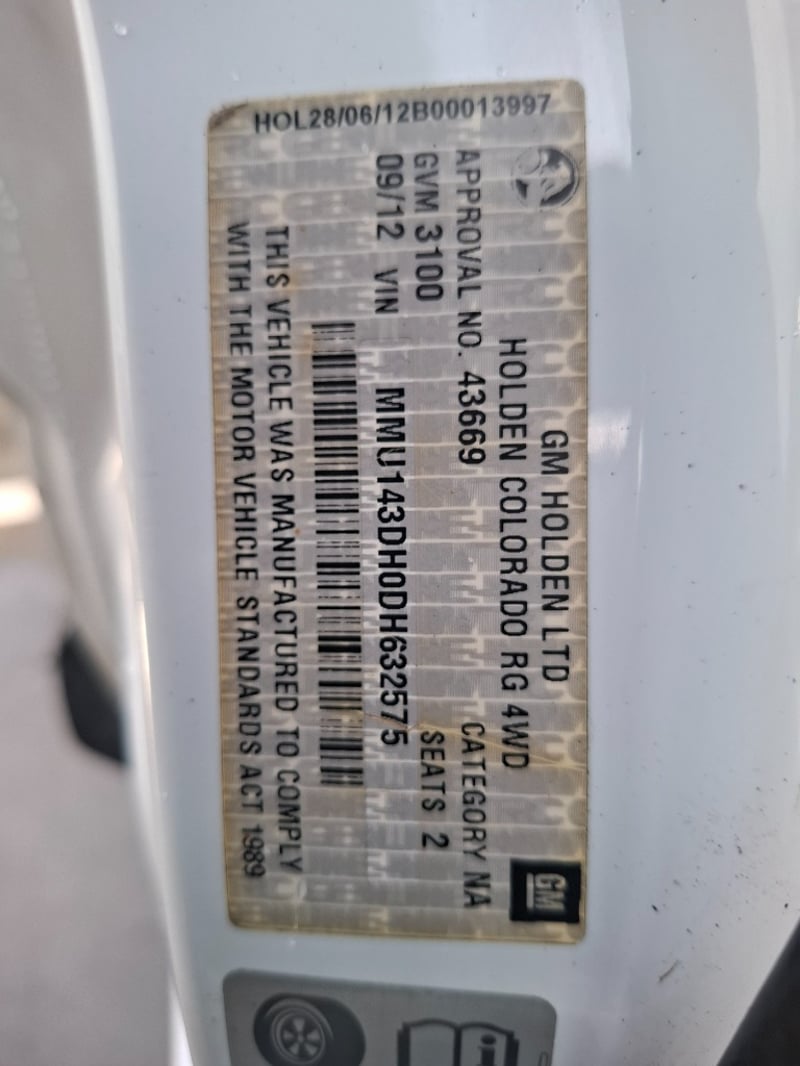 HOL28/06/12B00013997
GM HOLDEN LTD
HOLDEN COLORADO RG 4WD
APPROVAL NO. 43669 CATEGORY NA
GVM 3100 SEATS 2
09/12 VIN MMU143DH0DH632575
THIS VEHICLE WAS MANUFACTURED TO COMPLY
WITH THE MOTOR VEHICLE STANDARDS ACT 1989
GM